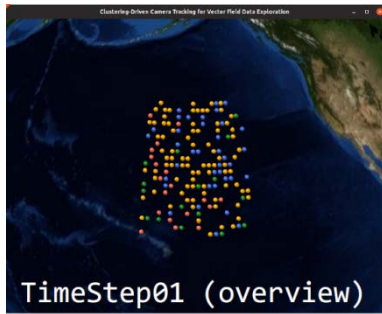 Clustering-Driven Camera Tracking for Vector Field Data Exploration
TimeStep01 (overview)